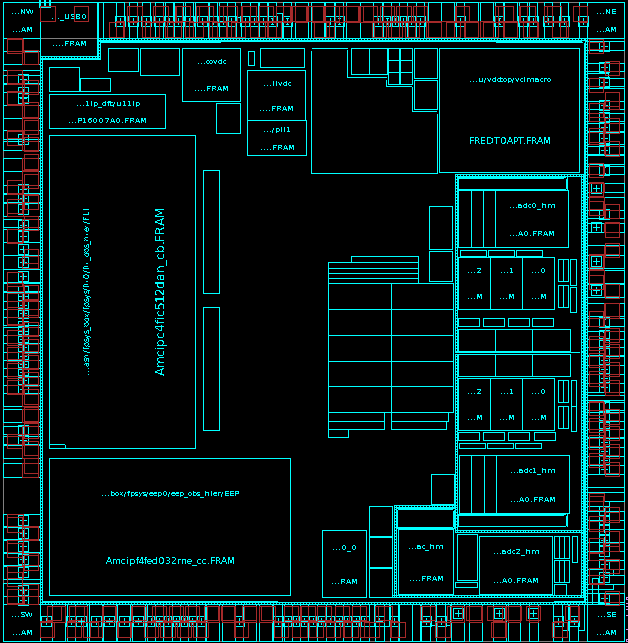 ...NW
...AM
..._USB0
....FRAM
...NE
...AM
...ovdc
....FRAM
...livdc
....FRAM
.../pll1
....FRAM
...P16007A0.FRAM
...u/vddtop/vclmacro
FREDT0APT.FRAM
...adc0_hm
...A0.FRAM
...2 ...1 ...0
...M ...M ...M
Amcipc4fic512dan_cb.FRAM
...2 ...1 ...0
...M ...M ...M
...adc1_hm
...A0.FRAM
...box/fpsys/eep0/eep_obs_hier/EEP
Amcipf4fed032rne_cc.FRAM
...0_0
...RAM
...ac_hm
....FRAM
...adc2_hm
...A0.FRAM
...SW
...AM
...SE
...AM